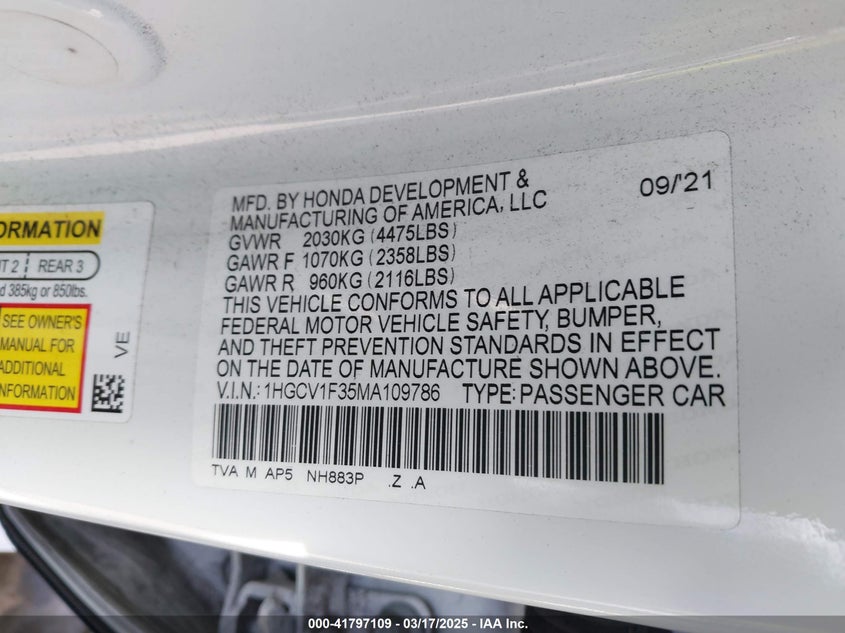 MFD. BY HONDA DEVELOPMENT & 09/'21
MANUFACTURING OF AMERICA, LLC
GVWR 2030KG (4475LBS)
GAWR F 1070KG (2358LBS)
GAWR R 960KG (2116LBS)
THIS VEHICLE CONFORMS TO ALL APPLICABLE
FEDERAL MOTOR VEHICLE SAFETY, BUMPER,
AND THEFT PREVENTION STANDARDS IN EFFECT
ON THE DATE OF MANUFACTURE SHOWN ABOVE.
V.I.N.: 1HGCV1F35MA109786 TYPE: PASSENGER CAR
TVA M AP5 NH883P .Z .A
ORMATION
T 2 REAR 3
d 385kg or 850lbs.
SEE OWNER'S
MANUAL FOR
ADDITIONAL
INFORMATION
VE
000-41797109 - 03/17/2025 - IAA Inc.